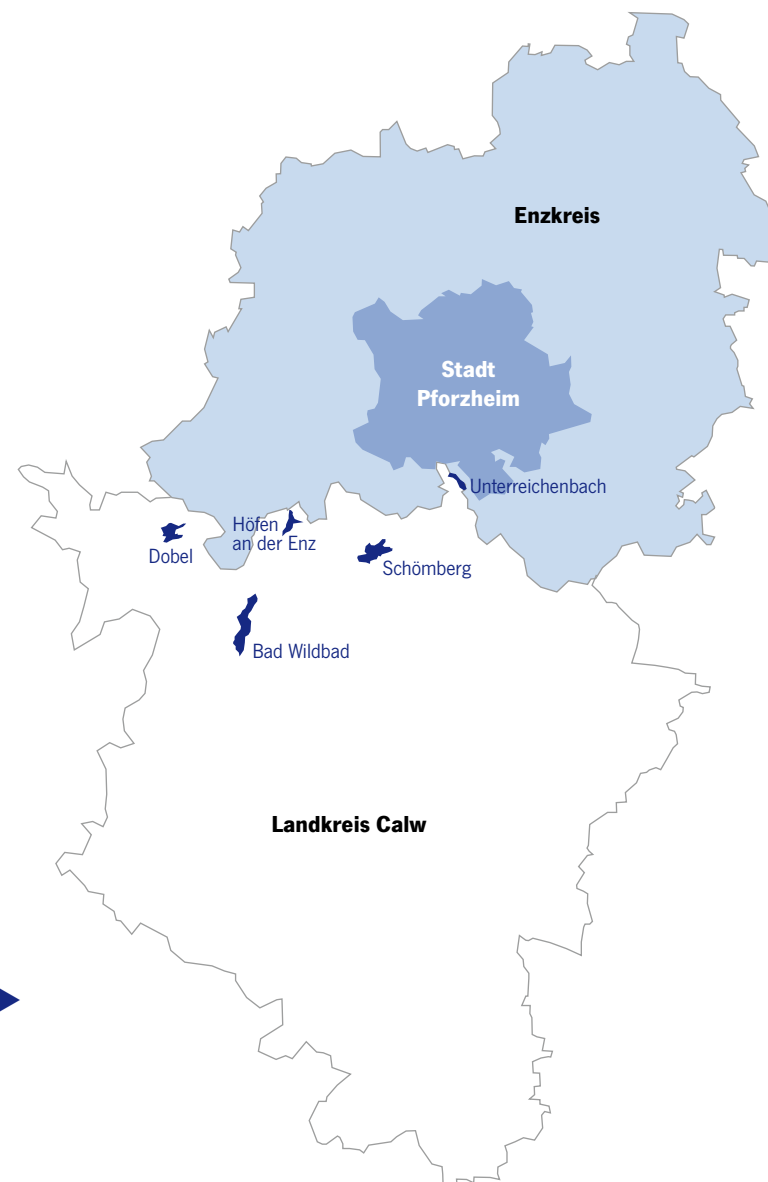 Enzkreis
Stadt
Pforzheim
Unterreichenbach
Höfen
an der Enz
Dobel
Schömberg
Bad Wildbad
Landkreis Calw